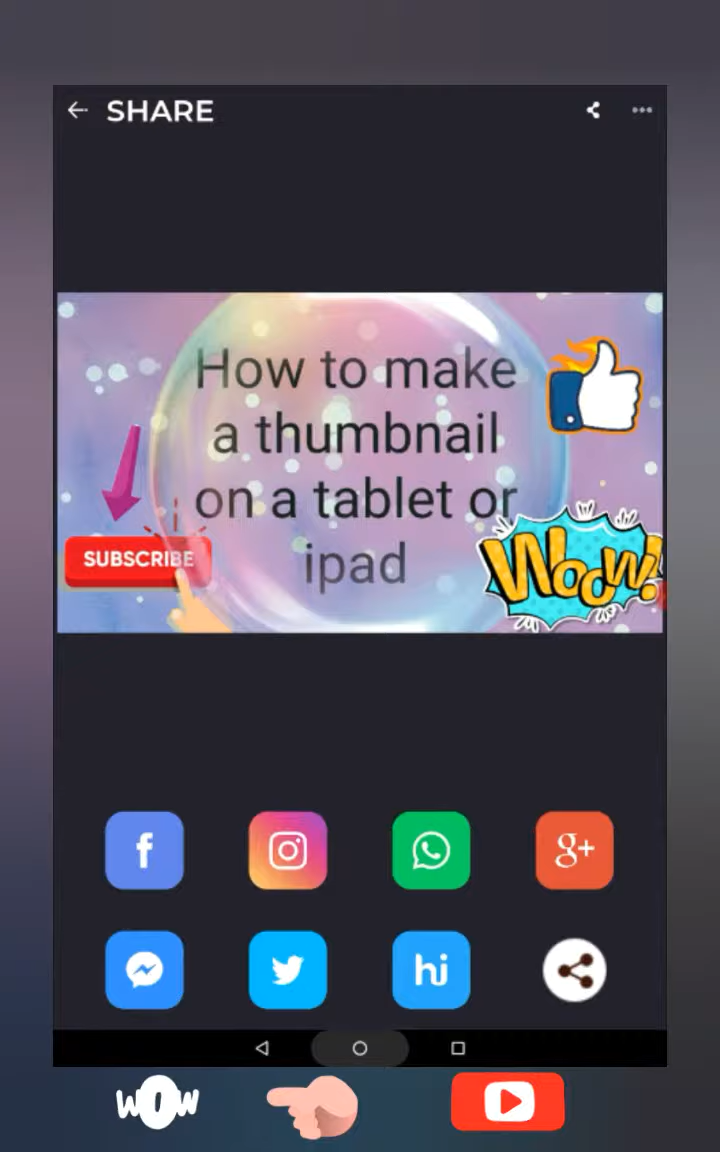 SHARE
How to make
a thumbnail
on a tablet or
ipad
SUBSCRIBE
Woow!
f
g+
hi
WOW